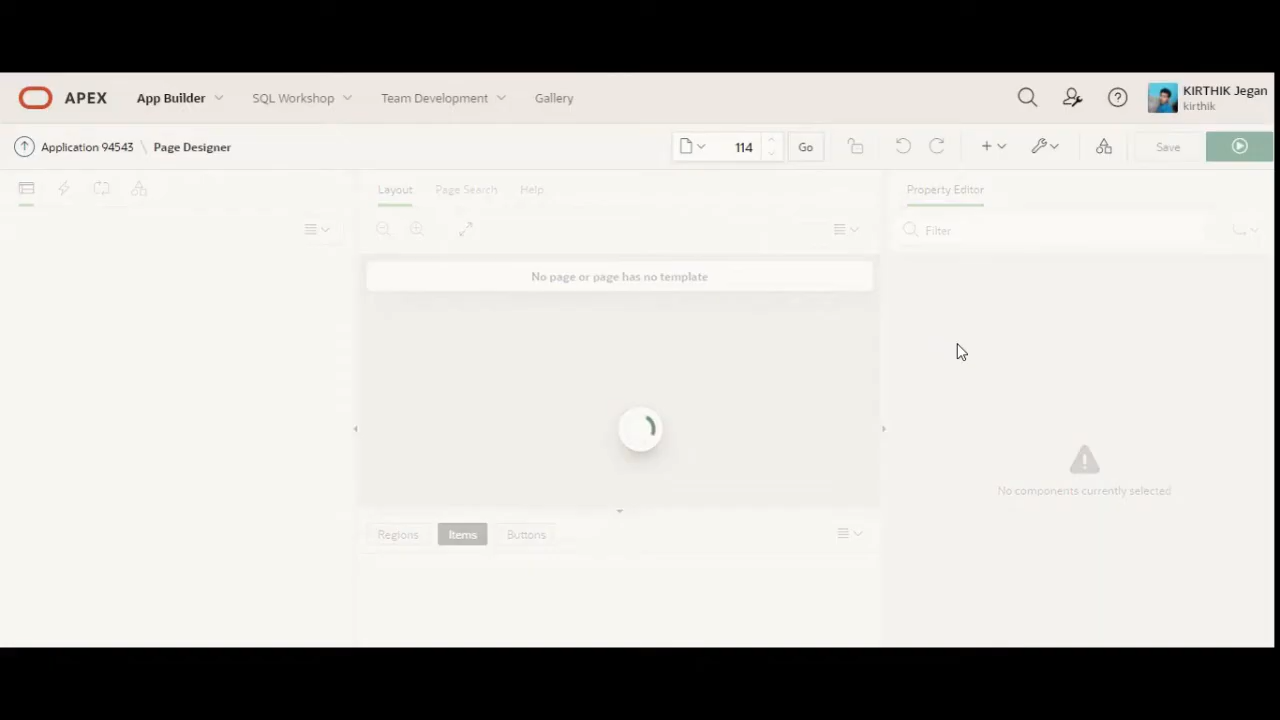 APEX App Builder SQL Workshop Team Development Gallery KIRTHIK Jegan
kirthik
Application 94543 \ Page Designer 114 Go Save
Layout Page Search Help Property Editor
Filter
No page or page has no template
No components currently selected
Regions Items Buttons